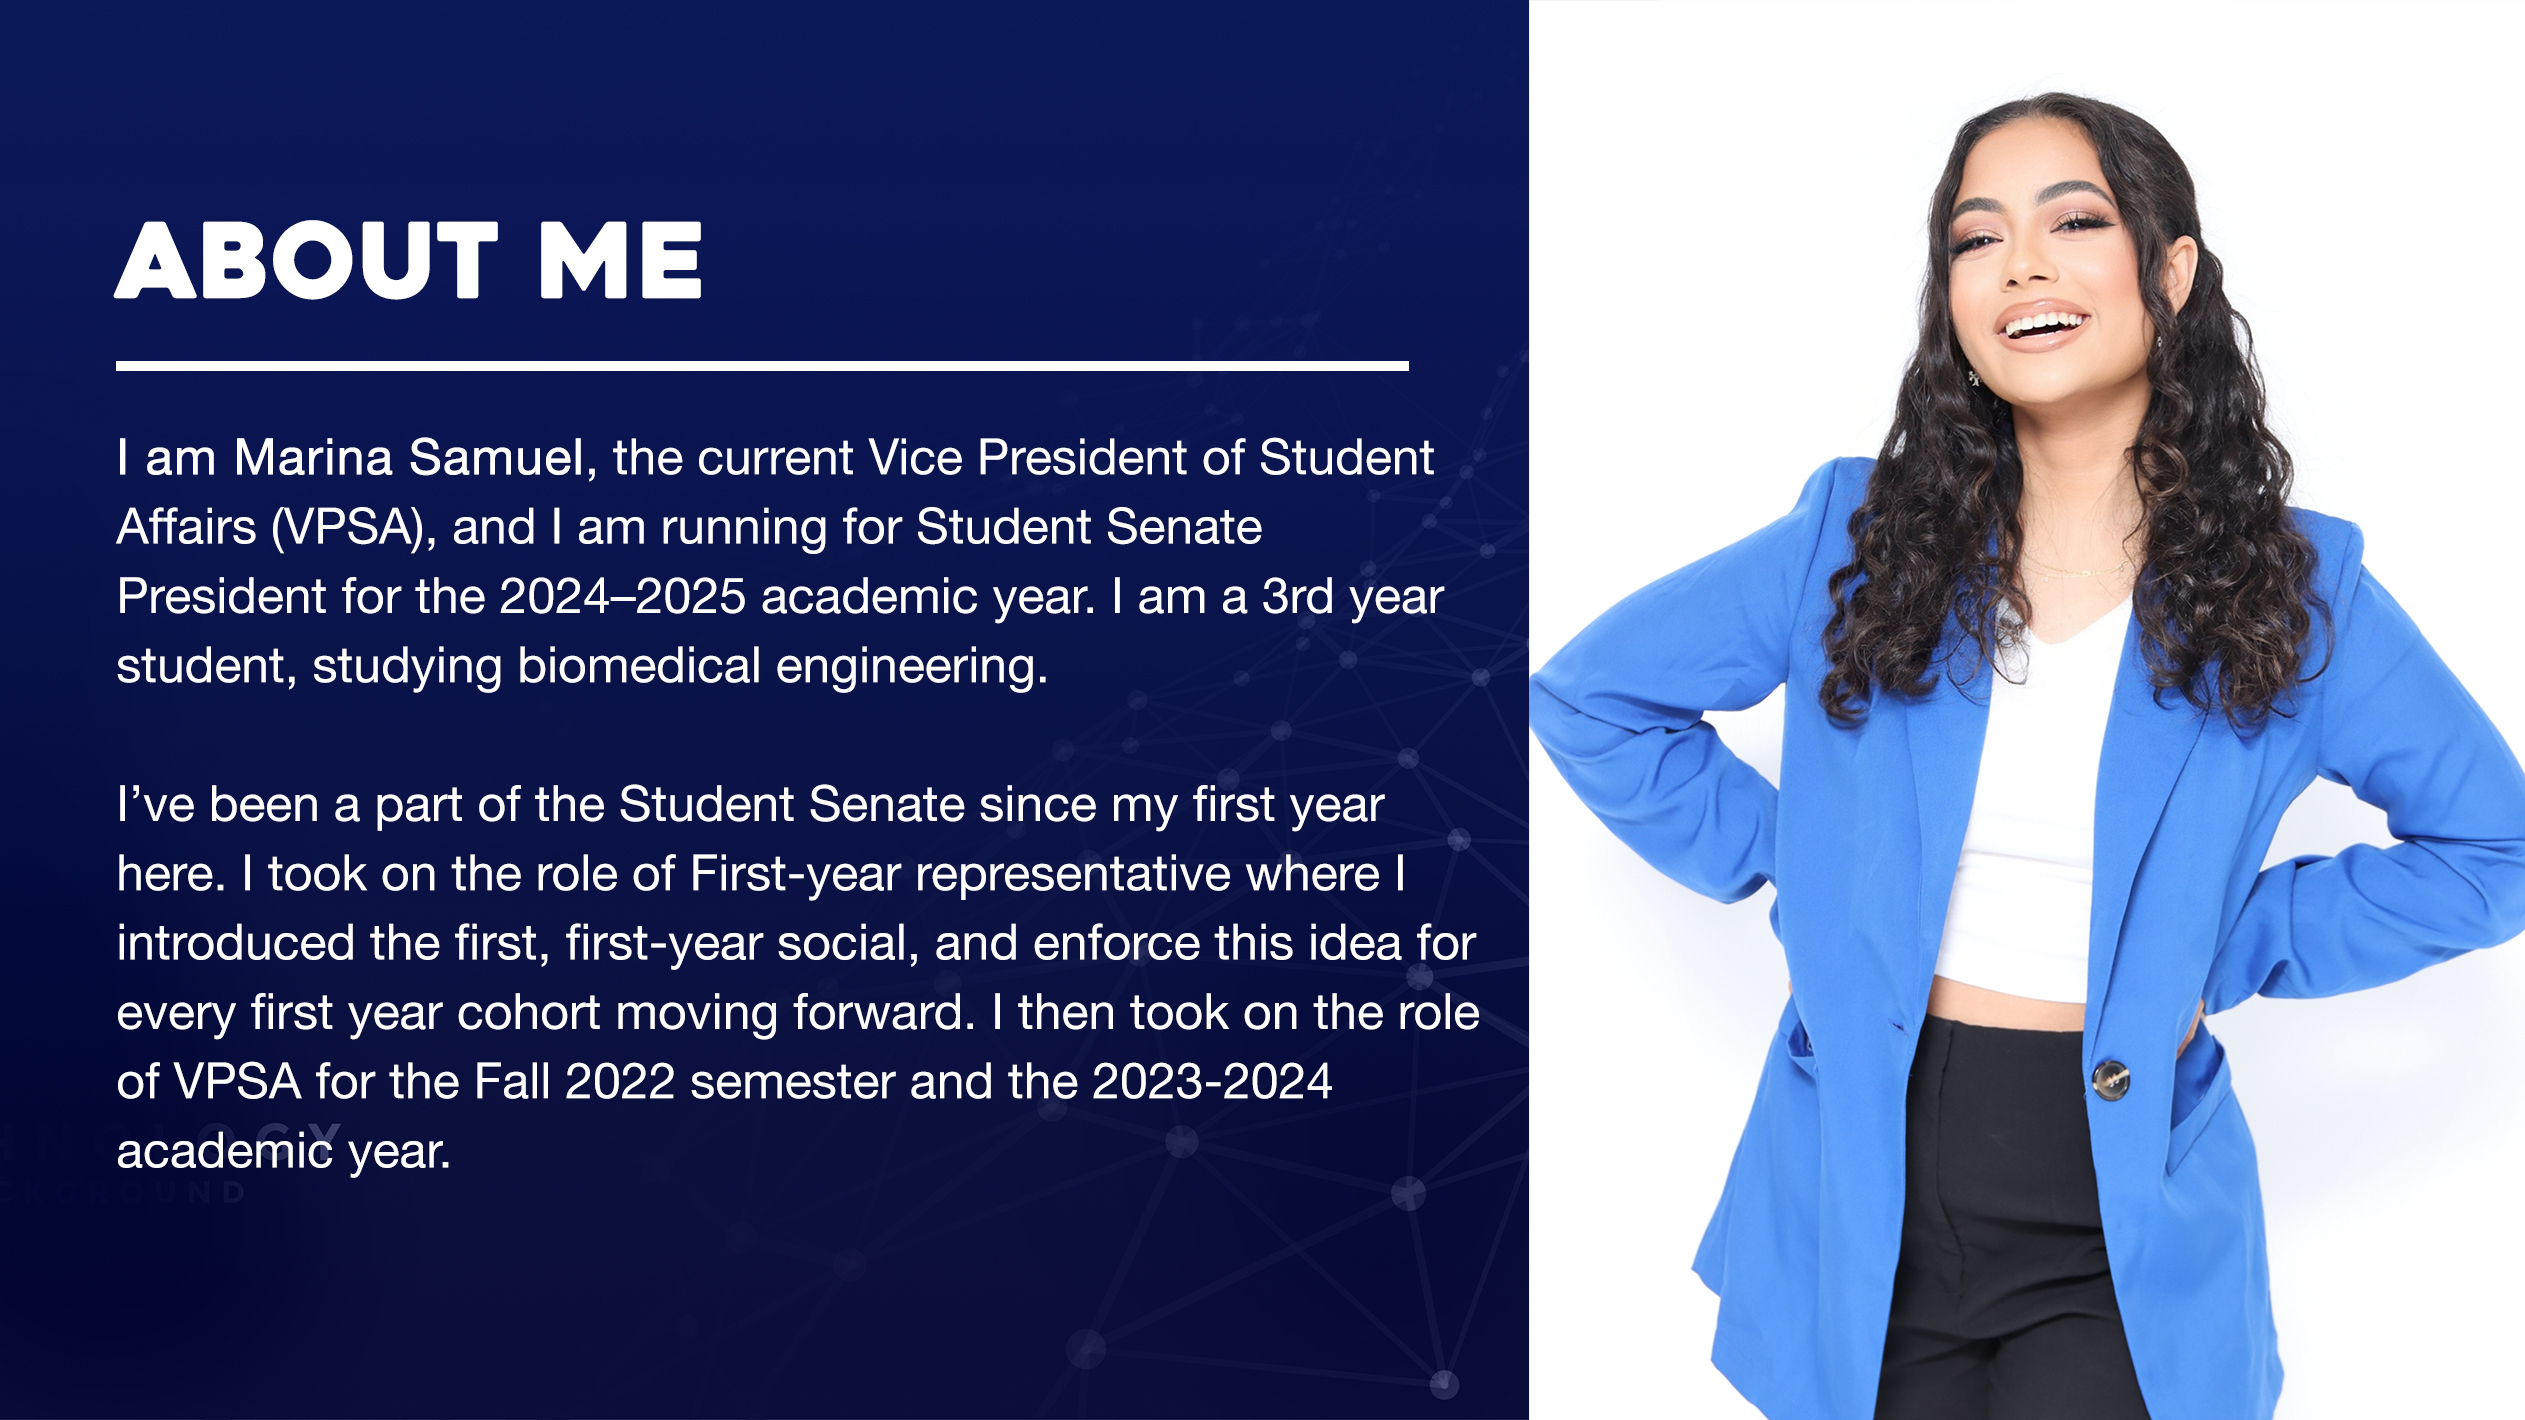 ABOUT ME
I am Marina Samuel, the current Vice President of Student
Affairs (VPSA), and I am running for Student Senate
President for the 2024–2025 academic year. I am a 3rd year
student, studying biomedical engineering.
I’ve been a part of the Student Senate since my first year
here. I took on the role of First-year representative where I
introduced the first, first-year social, and enforce this idea for
every first year cohort moving forward. I then took on the role
of VPSA for the Fall 2022 semester and the 2023-2024
academic year.